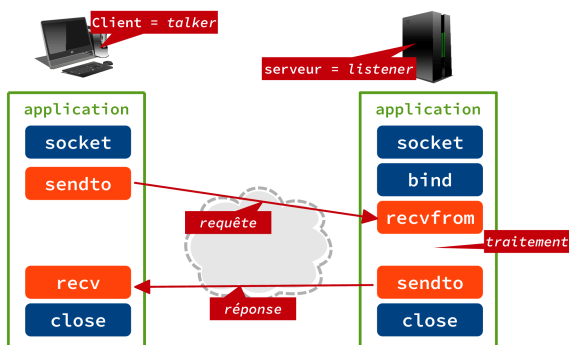 Client = talker
serveur = listener
application
socket
sendto
recv
close
requête
réponse
application
socket
bind
recvfrom
traitement
sendto
close